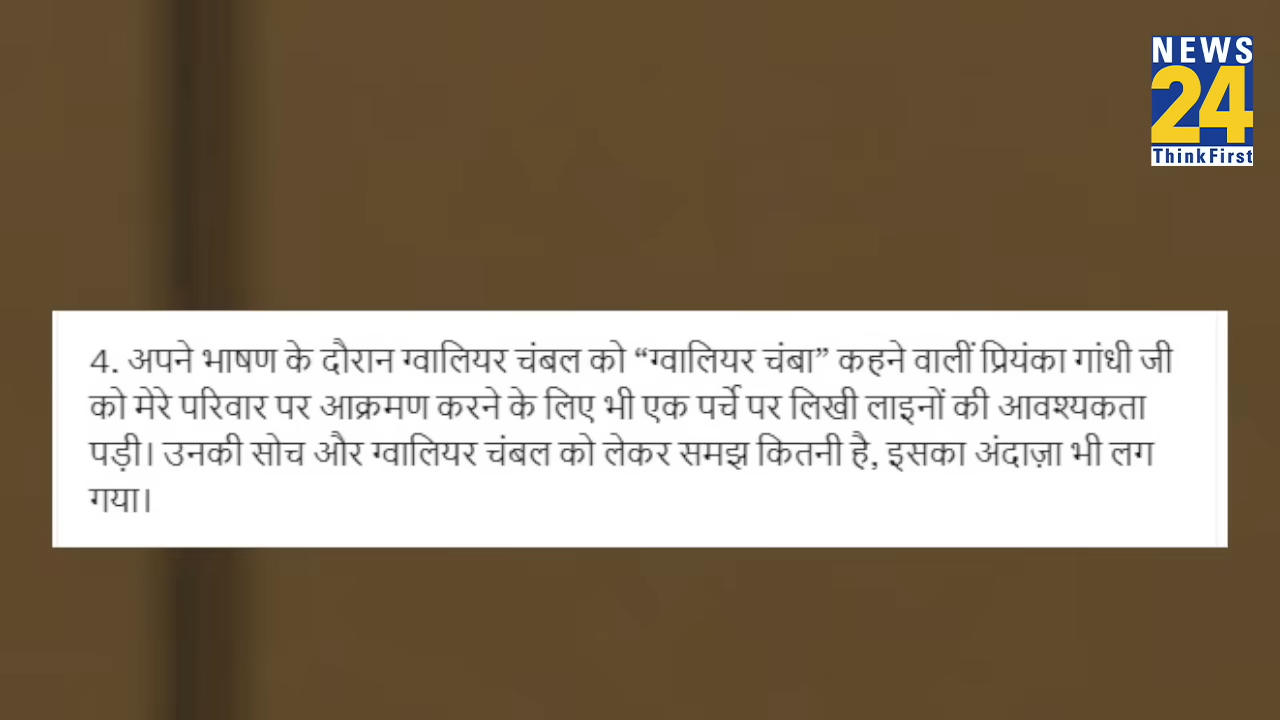 NEWS
24
ThinkFirst
4. अपने भाषण के दौरान ग्वालियर चंबल को “ग्वालियर चंबा” कहने वालीं प्रियंका गांधी जी
को मेरे परिवार पर आक्रमण करने के लिए भी एक पर्चे पर लिखी लाइनों की आवश्यकता
पड़ी। उनकी सोच और ग्वालियर चंबल को लेकर समझ कितनी है, इसका अंदाज़ा भी लग
गया।